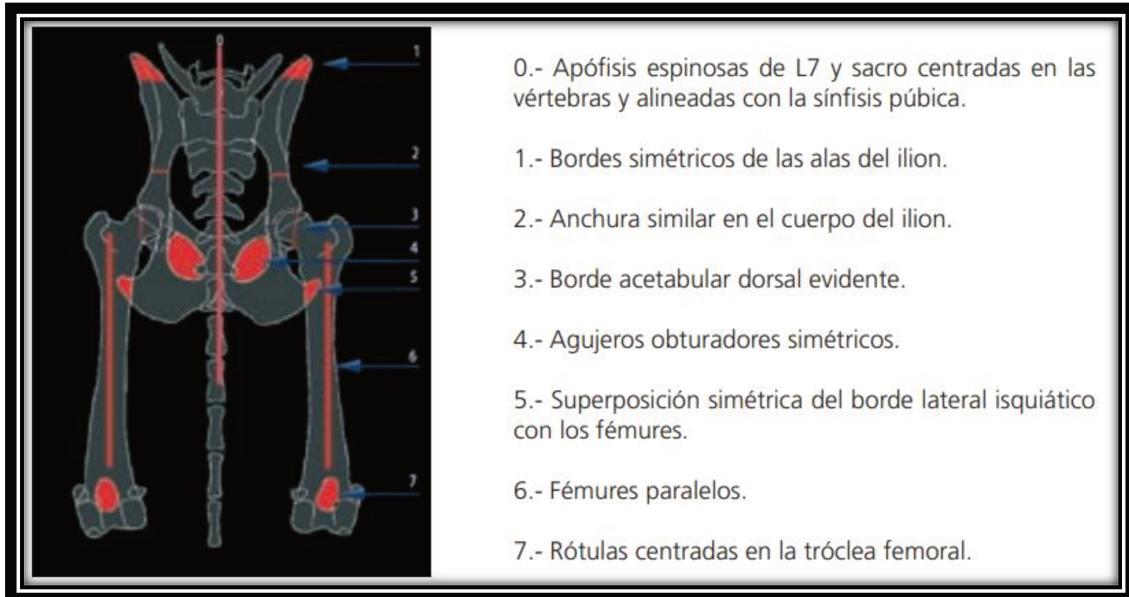 0
1
2
3
4
5
6
7
0.- Apófisis espinosas de L7 y sacro centradas en las
vértebras y alineadas con la sínfisis púbica.
1.- Bordes simétricos de las alas del ilion.
2.- Anchura similar en el cuerpo del ilion.
3.- Borde acetabular dorsal evidente.
4.- Agujeros obturadores simétricos.
5.- Superposición simétrica del borde lateral isquiático
con los fémures.
6.- Fémures paralelos.
7.- Rótulas centradas en la tróclea femoral.